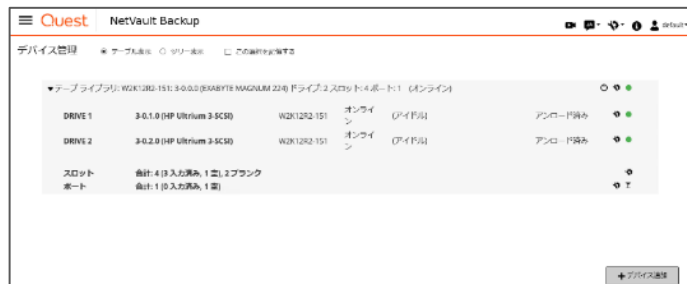 Quest NetVault Backup
default
デバイス管理 テーブル表示 ツリー表示 この選択を記憶する
テープ ライブラリ: W2K12R2-151: 3-0.0.0 (EXABYTE MAGNUM 224) ドライブ: 2 スロット: 4 ポート: 1 (オンライン)
DRIVE 1 3-0.1.0 (HP Ultrium 3-SCSI) W2K12R2-151 オンライン (アイドル) アンロード済み
DRIVE 2 3-0.2.0 (HP Ultrium 3-SCSI) W2K12R2-151 オンライン (アイドル) アンロード済み
スロット 合計: 4 (3 入力済み, 1 空), 2 ブランク
ポート 合計: 1 (0 入力済み, 1 空)
+デバイス追加